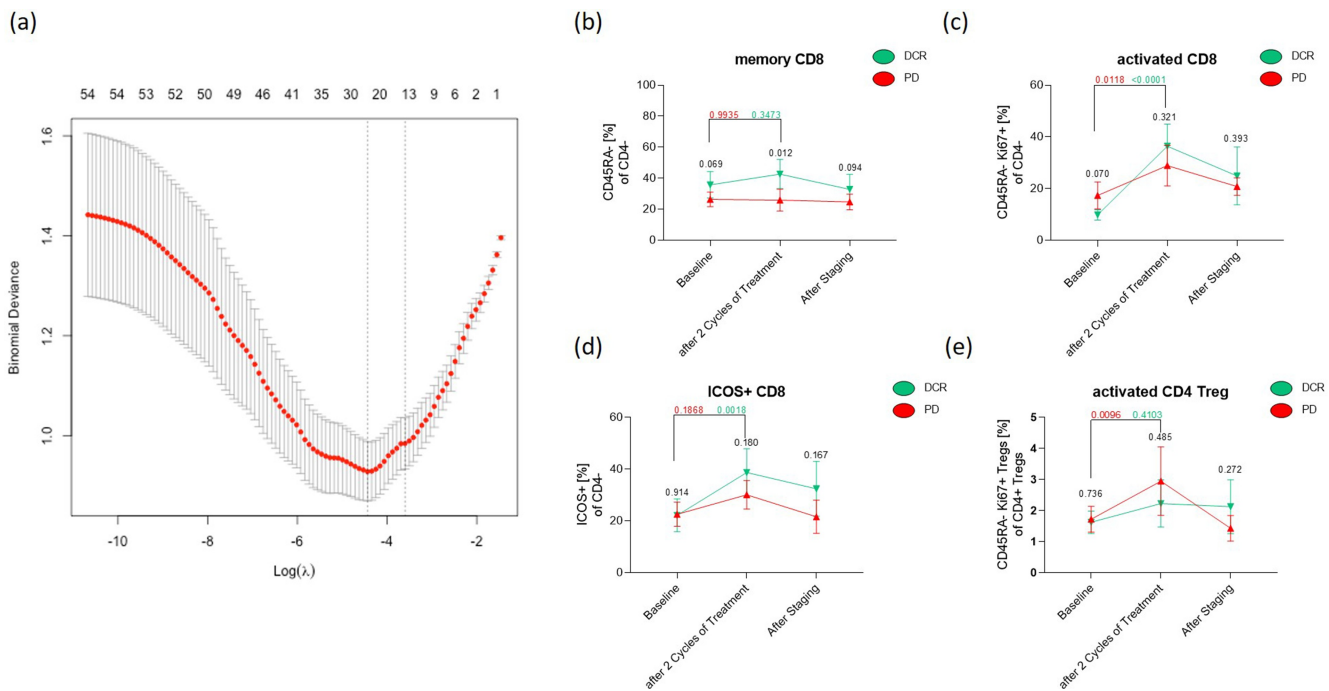 (a)
54 54 53 52 50 49 46 41 35 30 20 13 9 6 2 1
1.6
1.4
1.2
1.0
Binomial Deviance
-10 -8 -6 -4 -2
Log(λ)
(b)
memory CD8
DCR
PD
100
80
60
40
20
0
CD45RA- [%]
of CD4-
0.9935 0.3473
0.069
0.012
0.094
Baseline
after 2 Cycles of Treatment
After Staging
(c)
activated CD8
DCR
PD
60
40
20
0
CD45RA- Ki67+ [%]
of CD4-
0.0118 <0.0001
0.070
0.321
0.393
Baseline
after 2 Cycles of Treatment
After Staging
(d)
ICOS+ CD8
DCR
PD
60
40
20
0
ICOS+ [%]
of CD4-
0.1868 0.0018
0.914
0.180
0.167
Baseline
after 2 Cycles of Treatment
After Staging
(e)
activated CD4 Treg
DCR
PD
5
4
3
2
1
0
CD45RA- Ki67+ Tregs [%]
of CD4+ Tregs
0.0096 0.4103
0.736
0.485
0.272
Baseline
after 2 Cycles of Treatment
After Staging